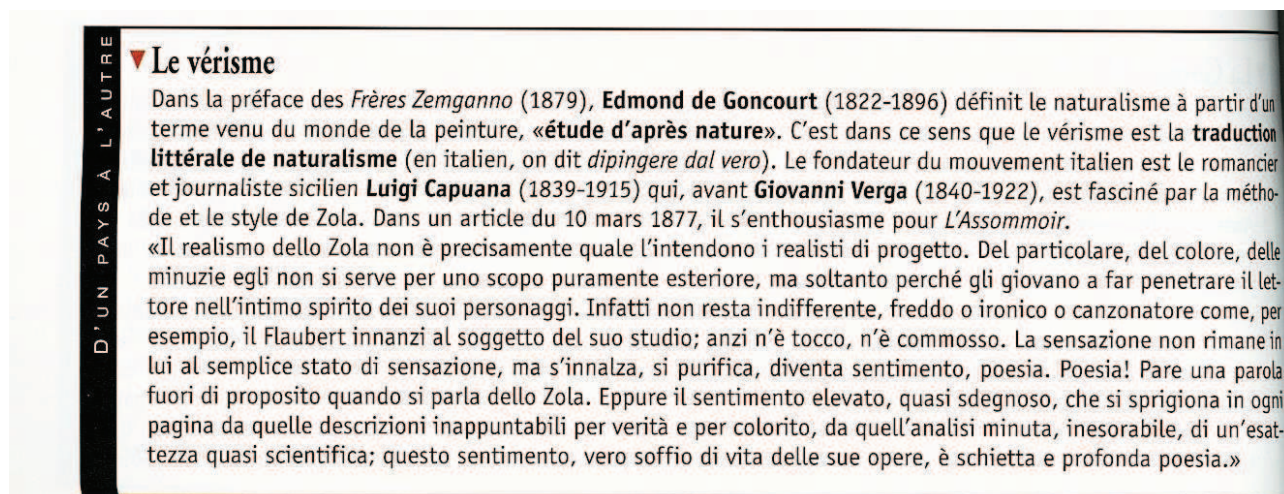 D'UN PAYS À L'AUTRE
▼ Le vérisme
Dans la préface des Frères Zemganno (1879), Edmond de Goncourt (1822-1896) définit le naturalisme à partir d'un
terme venu du monde de la peinture, «étude d'après nature». C'est dans ce sens que le vérisme est la traduction
littérale de naturalisme (en italien, on dit dipingere dal vero). Le fondateur du mouvement italien est le romancier
et journaliste sicilien Luigi Capuana (1839-1915) qui, avant Giovanni Verga (1840-1922), est fasciné par la métho-
de et le style de Zola. Dans un article du 10 mars 1877, il s'enthousiasme pour L'Assommoir.
«Il realismo dello Zola non è precisamente quale l'intendono i realisti di progetto. Del particolare, del colore, delle
minuzie egli non si serve per uno scopo puramente esteriore, ma soltanto perché gli giovano a far penetrare il let-
tore nell'intimo spirito dei suoi personaggi. Infatti non resta indifferente, freddo o ironico o canzonatore come, per
esempio, il Flaubert innanzi al soggetto del suo studio; anzi n'è tocco, n'è commosso. La sensazione non rimane in
lui al semplice stato di sensazione, ma s'innalza, si purifica, diventa sentimento, poesia. Poesia! Pare una parola
fuori di proposito quando si parla dello Zola. Eppure il sentimento elevato, quasi sdegnoso, che si sprigiona in ogni
pagina da quelle descrizioni inappuntabili per verità e per colorito, da quell'analisi minuta, inesorabile, di un'esat-
tezza quasi scientifica; questo sentimento, vero soffio di vita delle sue opere, è schietta e profonda poesia.»